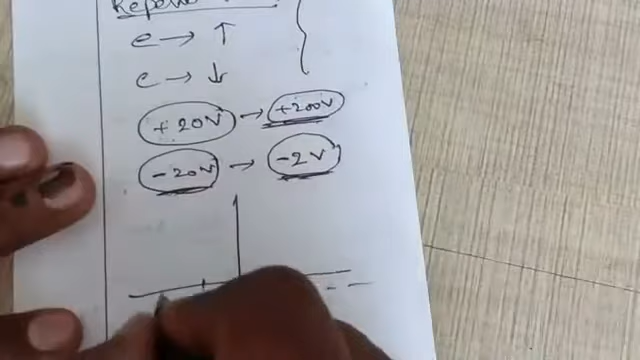 e → ↑
e → ↓
+20V → +200V
-20V → -2V